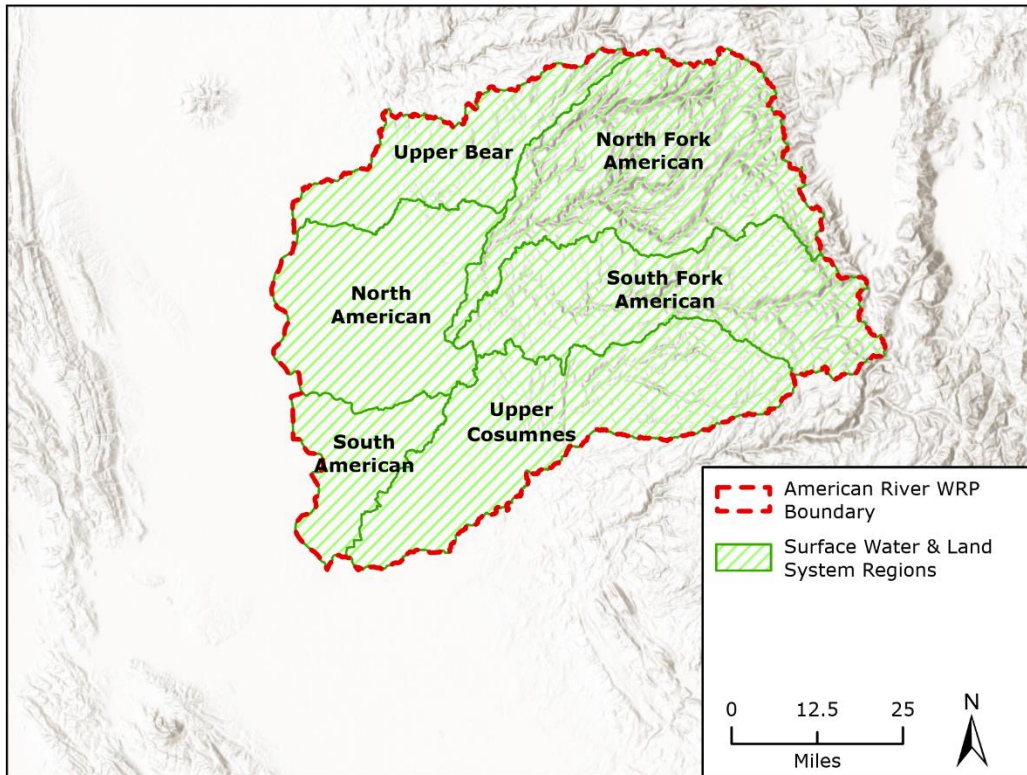 Upper Bear
North Fork
American
North
American
South Fork
American
South
American
Upper
Cosumnes
American River WRP
Boundary
Surface Water & Land
System Regions
0 12.5 25
Miles
N